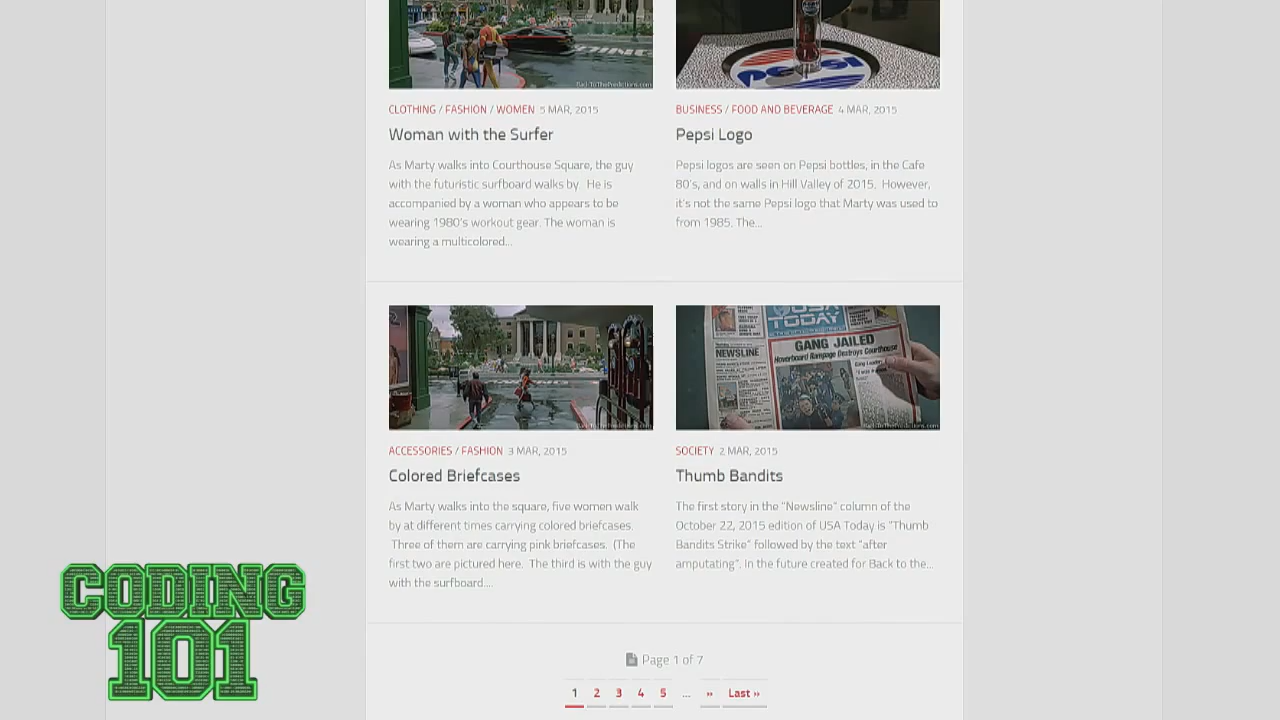 Back-ToThePredictions.com
PEPSI
CLOTHING / FASHION / WOMEN 5 MAR, 2015
Woman with the Surfer
As Marty walks into Courthouse Square, the guy
with the futuristic surfboard walks by. He is
accompanied by a woman who appears to be
wearing 1980's workout gear. The woman is
wearing a multicolored...
BUSINESS / FOOD AND BEVERAGE 4 MAR, 2015
Pepsi Logo
Pepsi logos are seen on Pepsi bottles, in the Cafe
80's, and on walls in Hill Valley of 2015. However,
it's not the same Pepsi logo that Marty was used to
from 1985. The...
USA
TODAY
NEWSLINE
GANG JAILED
Hoverboard Rampage Destroys Courthouse
ACCESSORIES / FASHION 3 MAR, 2015
Colored Briefcases
As Marty walks into the square, five women walk
by at different times carrying colored briefcases.
Three of them are carrying pink briefcases. (The
first two are pictured here. The third is with the guy
with the surfboard....
SOCIETY 2 MAR, 2015
Thumb Bandits
The first story in the "Newsline" column of the
October 22, 2015 edition of USA Today is "Thumb
Bandits Strike" followed by the text "after
amputating". In the future created for Back to the...
CODING
101
Page 1 of 7
1 2 3 4 5 ... » Last »